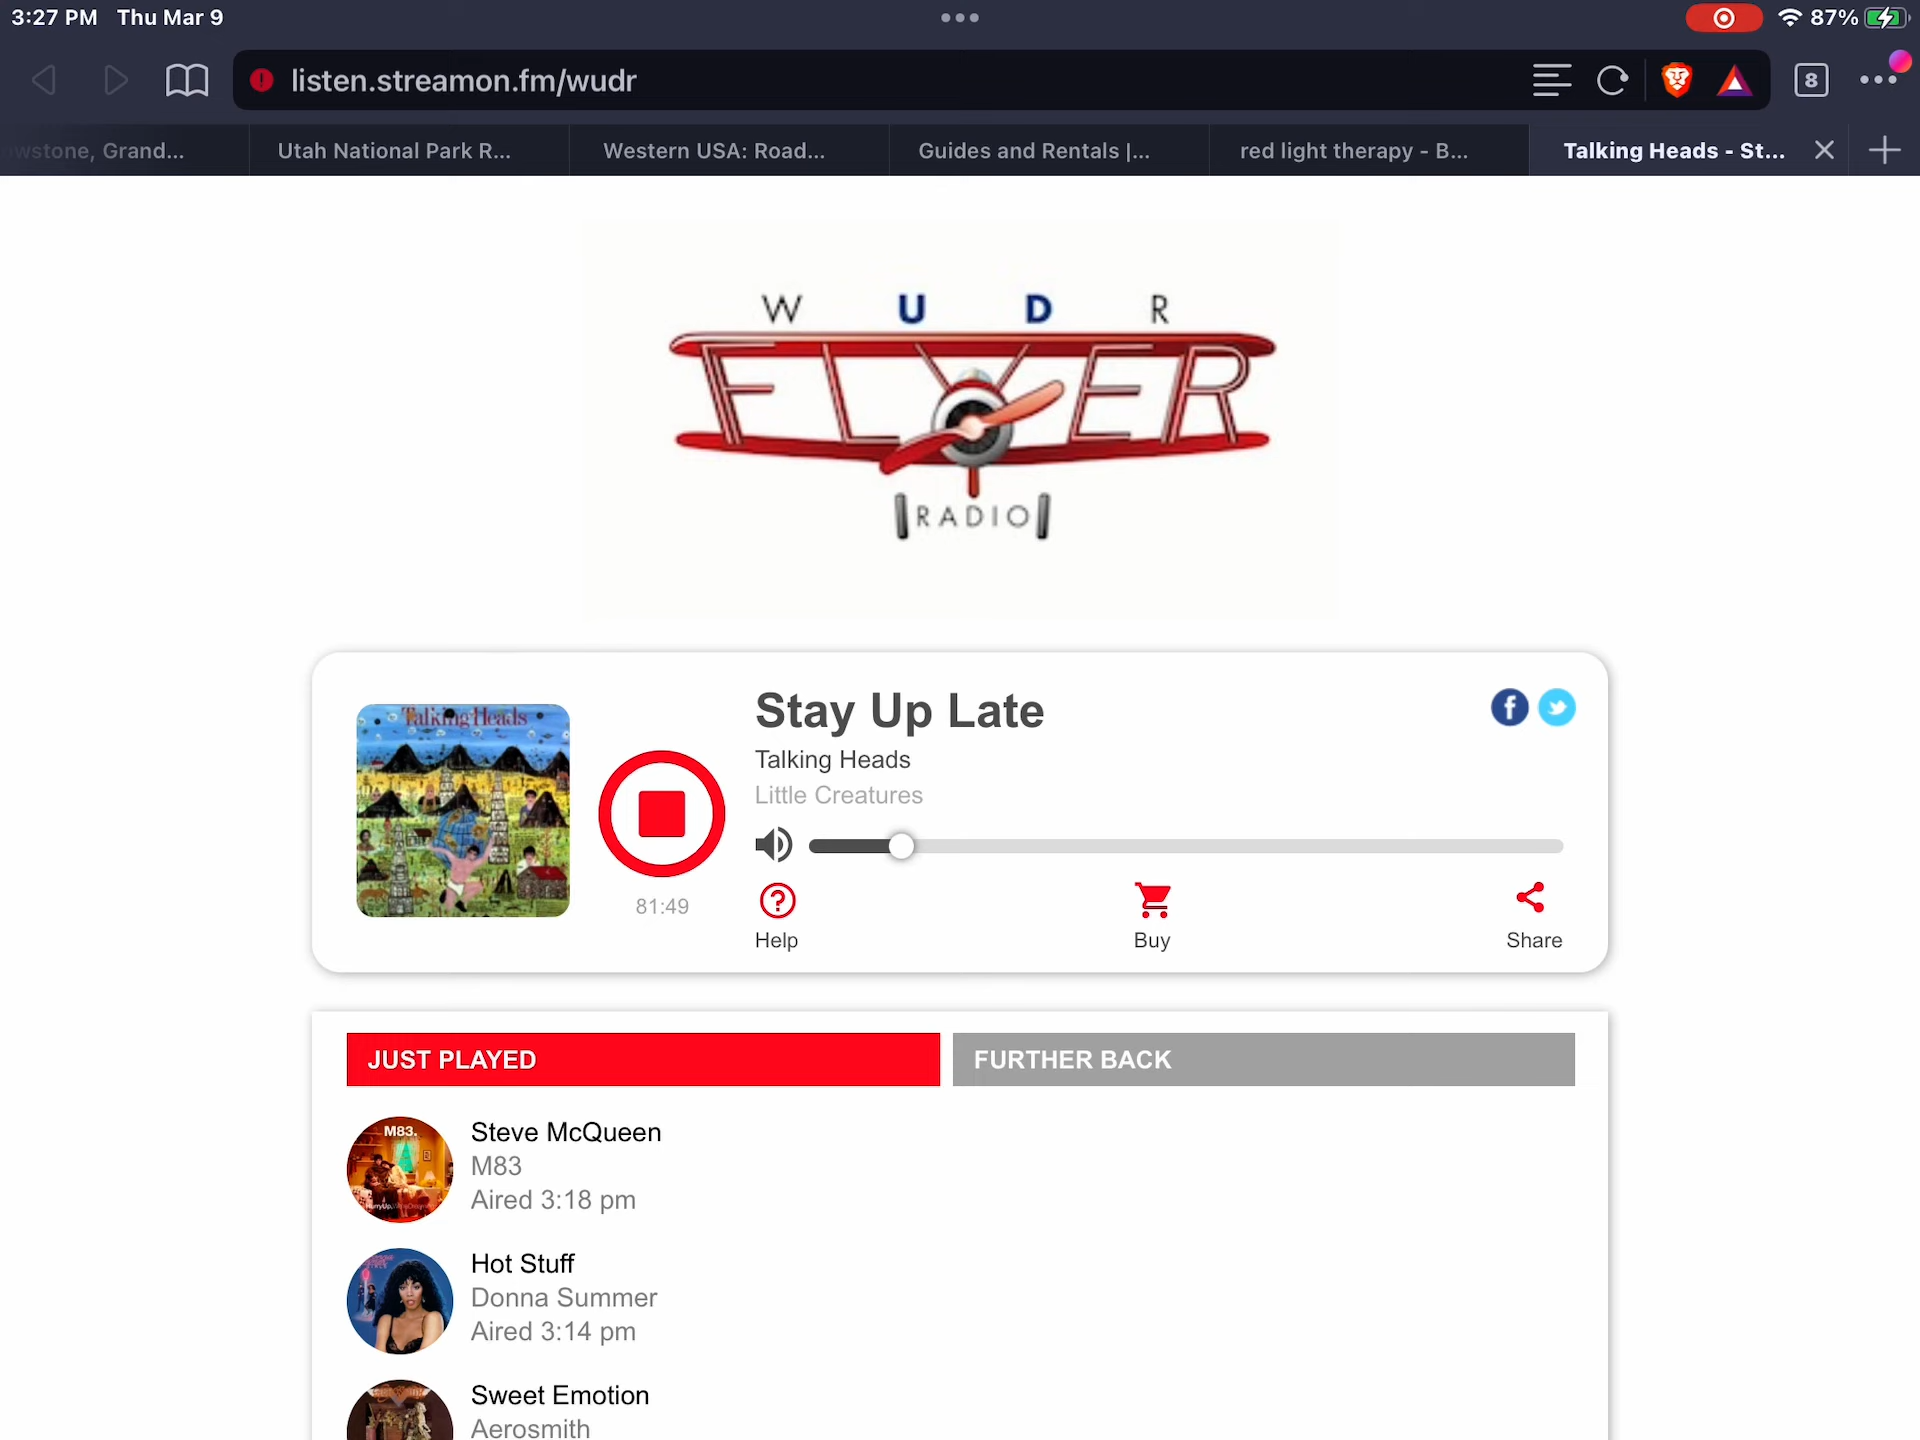 3:27 PM Thu Mar 9
87%
listen.streamon.fm/wudr
8
wstone, Grand...
Utah National Park R...
Western USA: Road...
Guides and Rentals |...
red light therapy - B...
Talking Heads - St...
W U D R
FLYER
RADIO
Talking Heads
Stay Up Late
Talking Heads
Little Creatures
81:49
Help
Buy
Share
JUST PLAYED
FURTHER BACK
M83.
Steve McQueen
M83
Aired 3:18 pm
Hot Stuff
Donna Summer
Aired 3:14 pm
Sweet Emotion
Aerosmith